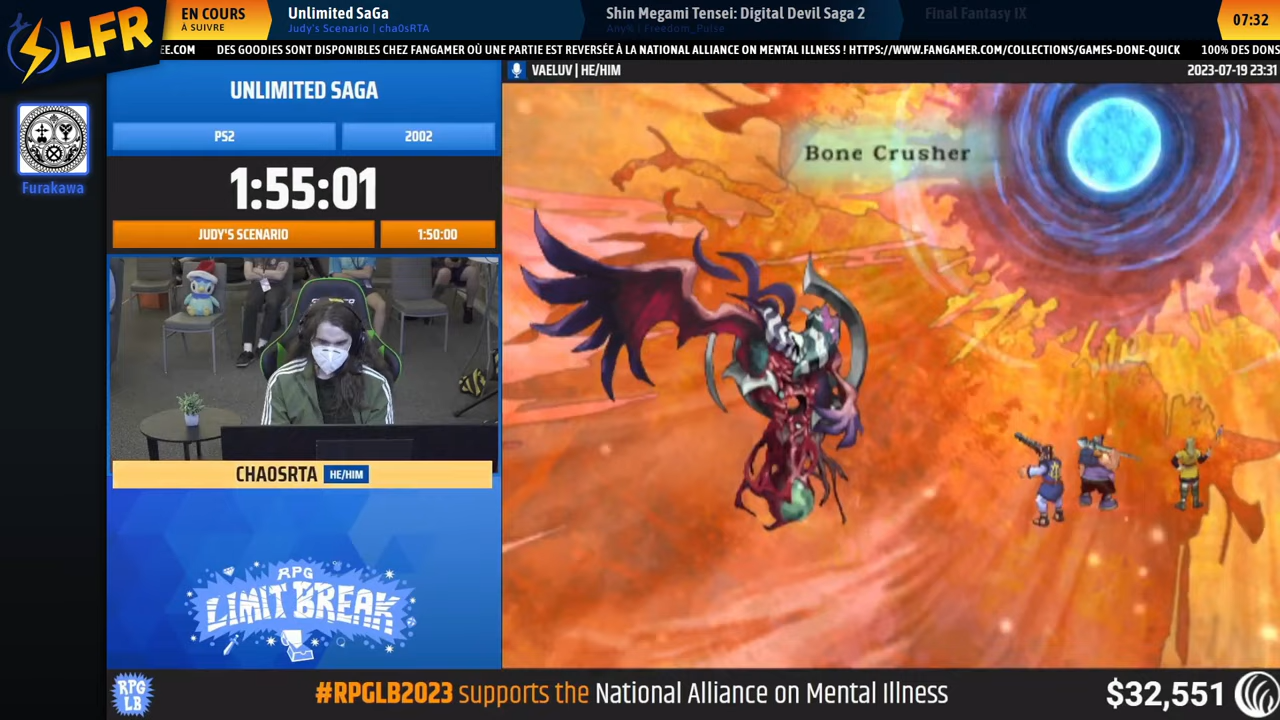 LFR
EN COURS
À SUIVRE
Unlimited SaGa
Judy's Scenario | cha0sRTA
Shin Megami Tensei: Digital Devil Saga 2
Any% | Freedom_Pulse
Final Fantasy IX
07:32
EE.COM DES GOODIES SONT DISPONIBLES CHEZ FANGAMER OÙ UNE PARTIE EST REVERSÉE À LA NATIONAL ALLIANCE ON MENTAL ILLNESS ! HTTPS://WWW.FANGAMER.COM/COLLECTIONS/GAMES-DONE-QUICK 100% DES DONS
VAELUV | HE/HIM
2023-07-19 23:31
UNLIMITED SAGA
PS2
2002
1:55:01
JUDY'S SCENARIO
1:50:00
Furakawa
Bone Crusher
CHA0SRTA HE/HIM
RPG
LIMIT BREAK
RPG
LB
#RPGLB2023 supports the National Alliance on Mental Illness
$32,551